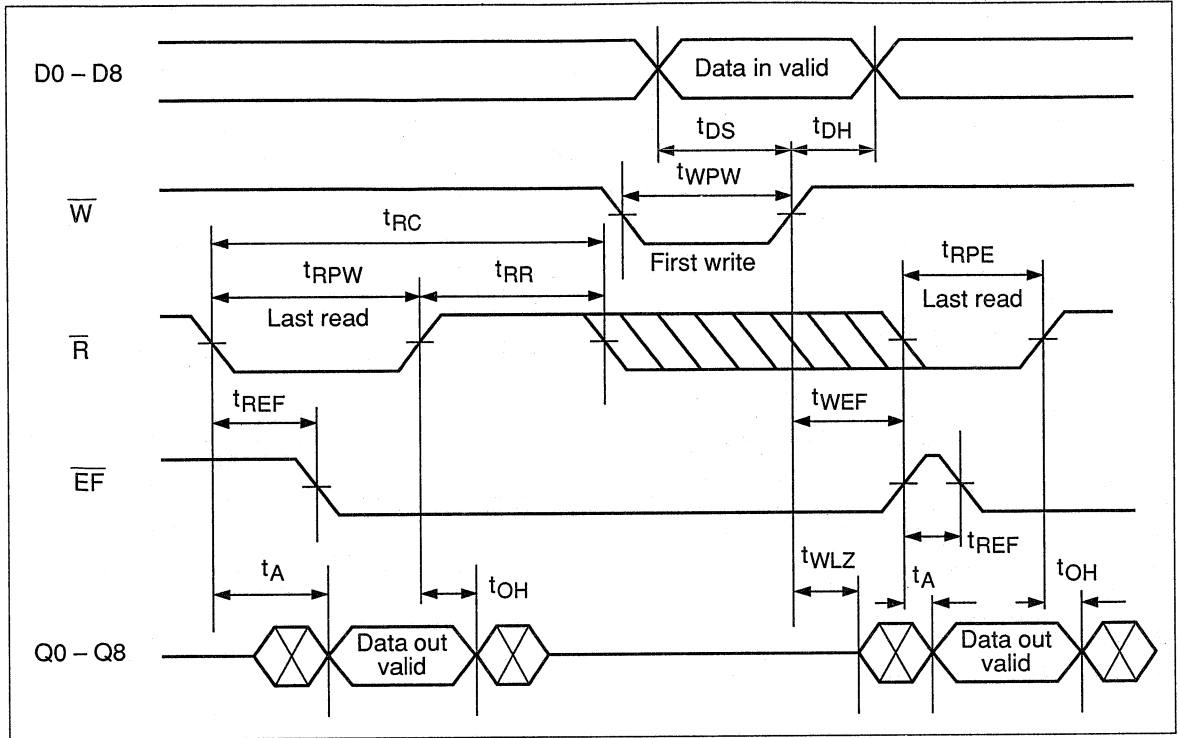 D0 – D8
Data in valid
tDS
tDH
W
tWPW
First write
tRC
tRPW
tRR
tRPE
Last read
Last read
R
tREF
tWEF
EF
tREF
tWLZ
tA
tOH
tA
tOH
Q0 – Q8
Data out
valid
Data out
valid